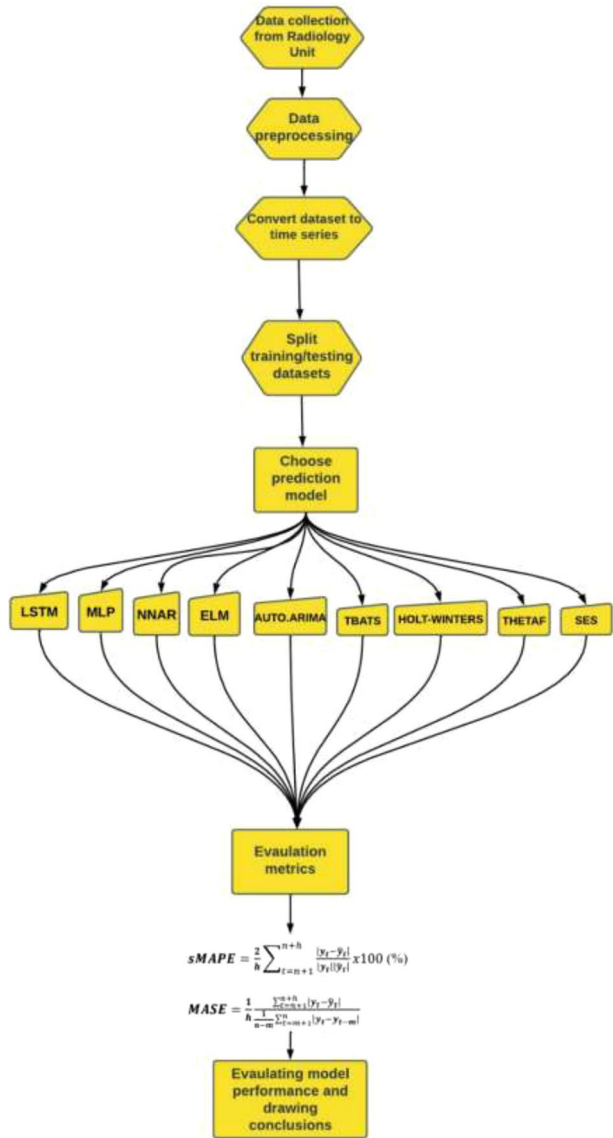 Data collection
from Radiology
Unit
Data
preprocessing
Convert dataset to
time series
Split
training/testing
datasets
Choose
prediction
model
LSTM
MLP
NNAR
ELM
AUTO.ARIMA
TBATS
HOLT-WINTERS
THETAF
SES
Evaulation
metrics
sMAPE = 2/h ∑_{t=n+1}^{n+h} |y_t−ŷ_t| / |y_t||ŷ_t| x100 (%)
MASE = 1/h ∑_{t=n+1}^{n+h}|y_t−ŷ_t| / 1/(n−m) ∑_{t=m+1}^{n}|y_t−y_{t−m}|
Evaulating model
performance and
drawing
conclusions